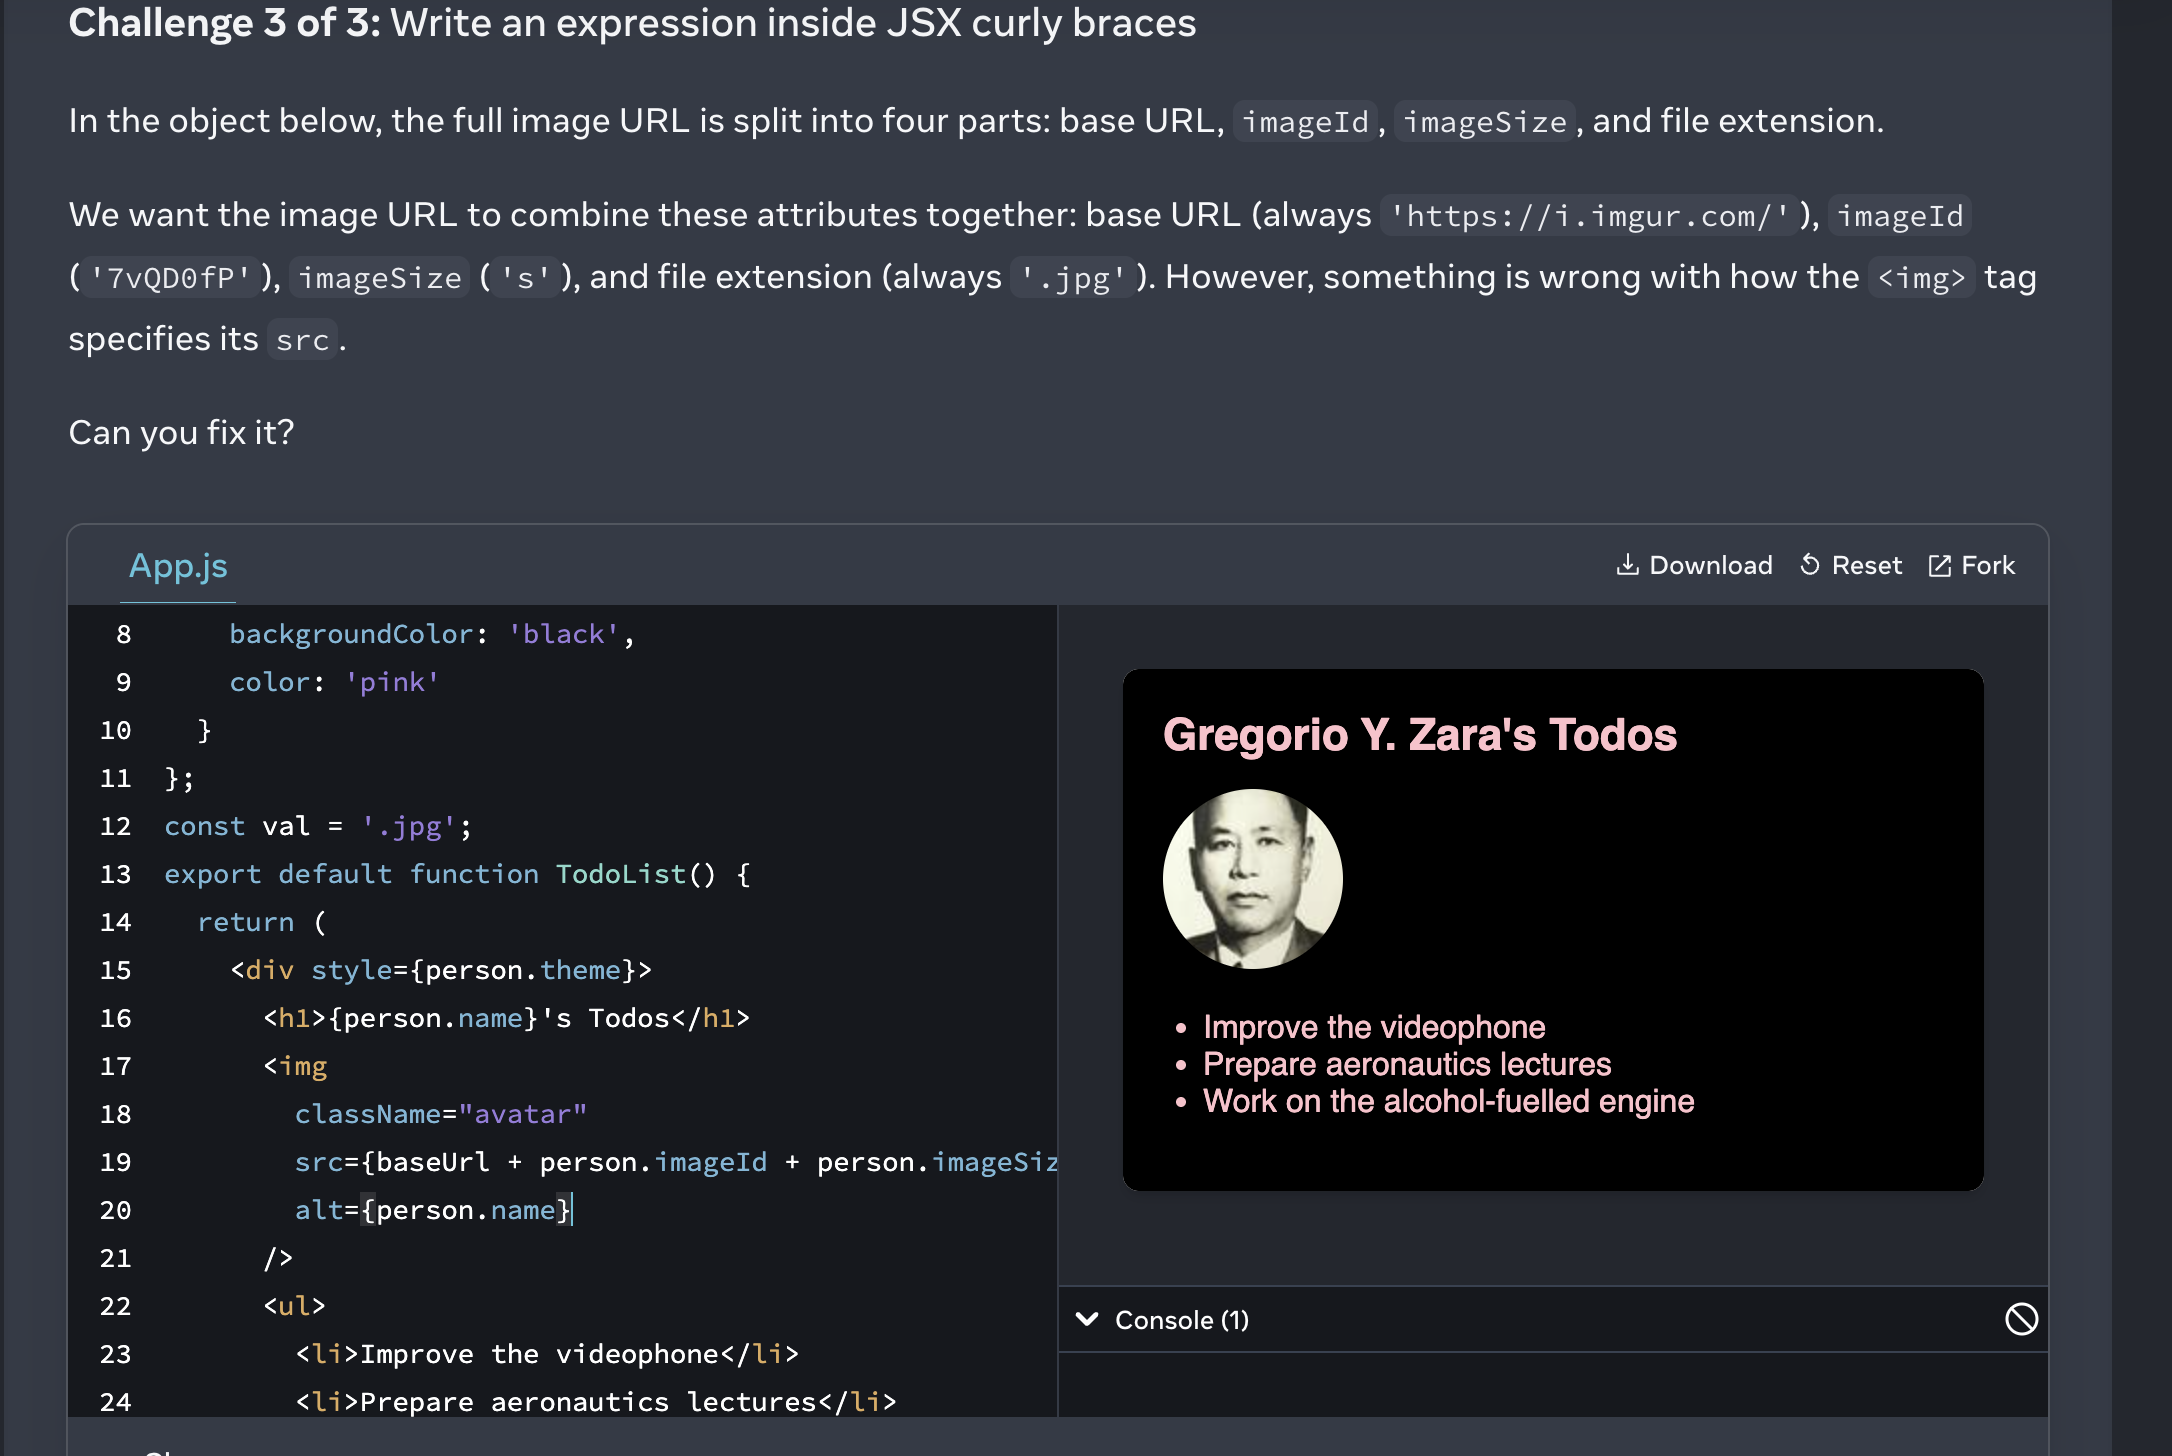 Challenge 3 of 3: Write an expression inside JSX curly braces
In the object below, the full image URL is split into four parts: base URL, imageId, imageSize, and file extension.
We want the image URL to combine these attributes together: base URL (always 'https://i.imgur.com/'), imageId
('7vQD0fP'), imageSize ('s'), and file extension (always '.jpg'). However, something is wrong with how the <img> tag
specifies its src.
Can you fix it?
App.js
Download Reset Fork
8 backgroundColor: 'black',
9 color: 'pink'
10 }
11 };
12 const val = '.jpg';
13 export default function TodoList() {
14 return (
15 <div style={person.theme}>
16 <h1>{person.name}'s Todos</h1>
17 <img
18 className="avatar"
19 src={baseUrl + person.imageId + person.imageSiz
20 alt={person.name}
21 />
22 <ul>
23 <li>Improve the videophone</li>
24 <li>Prepare aeronautics lectures</li>
Gregorio Y. Zara's Todos
• Improve the videophone
• Prepare aeronautics lectures
• Work on the alcohol-fuelled engine
Console (1)